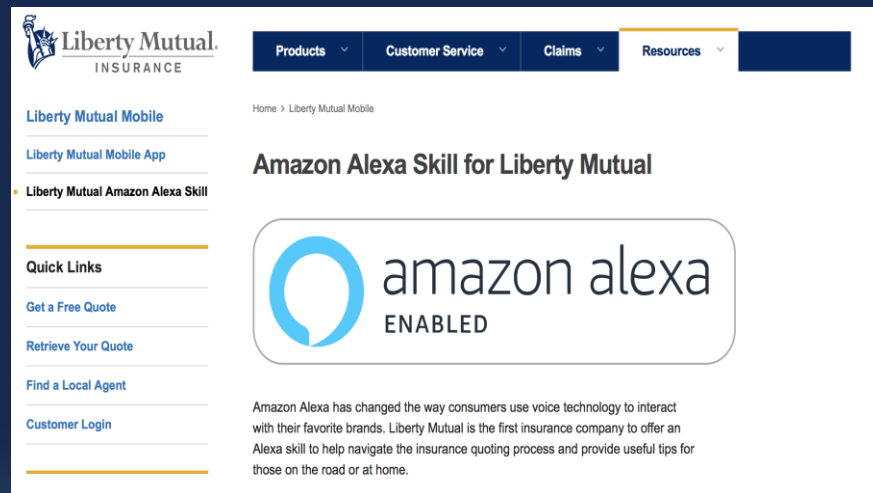 Liberty Mutual.
INSURANCE
Products
Customer Service
Claims
Resources
Liberty Mutual Mobile
Liberty Mutual Mobile App
Liberty Mutual Amazon Alexa Skill
Quick Links
Get a Free Quote
Retrieve Your Quote
Find a Local Agent
Customer Login
Home > Liberty Mutual Mobile
Amazon Alexa Skill for Liberty Mutual
amazon alexa
ENABLED
Amazon Alexa has changed the way consumers use voice technology to interact
with their favorite brands. Liberty Mutual is the first insurance company to offer an
Alexa skill to help navigate the insurance quoting process and provide useful tips for
those on the road or at home.